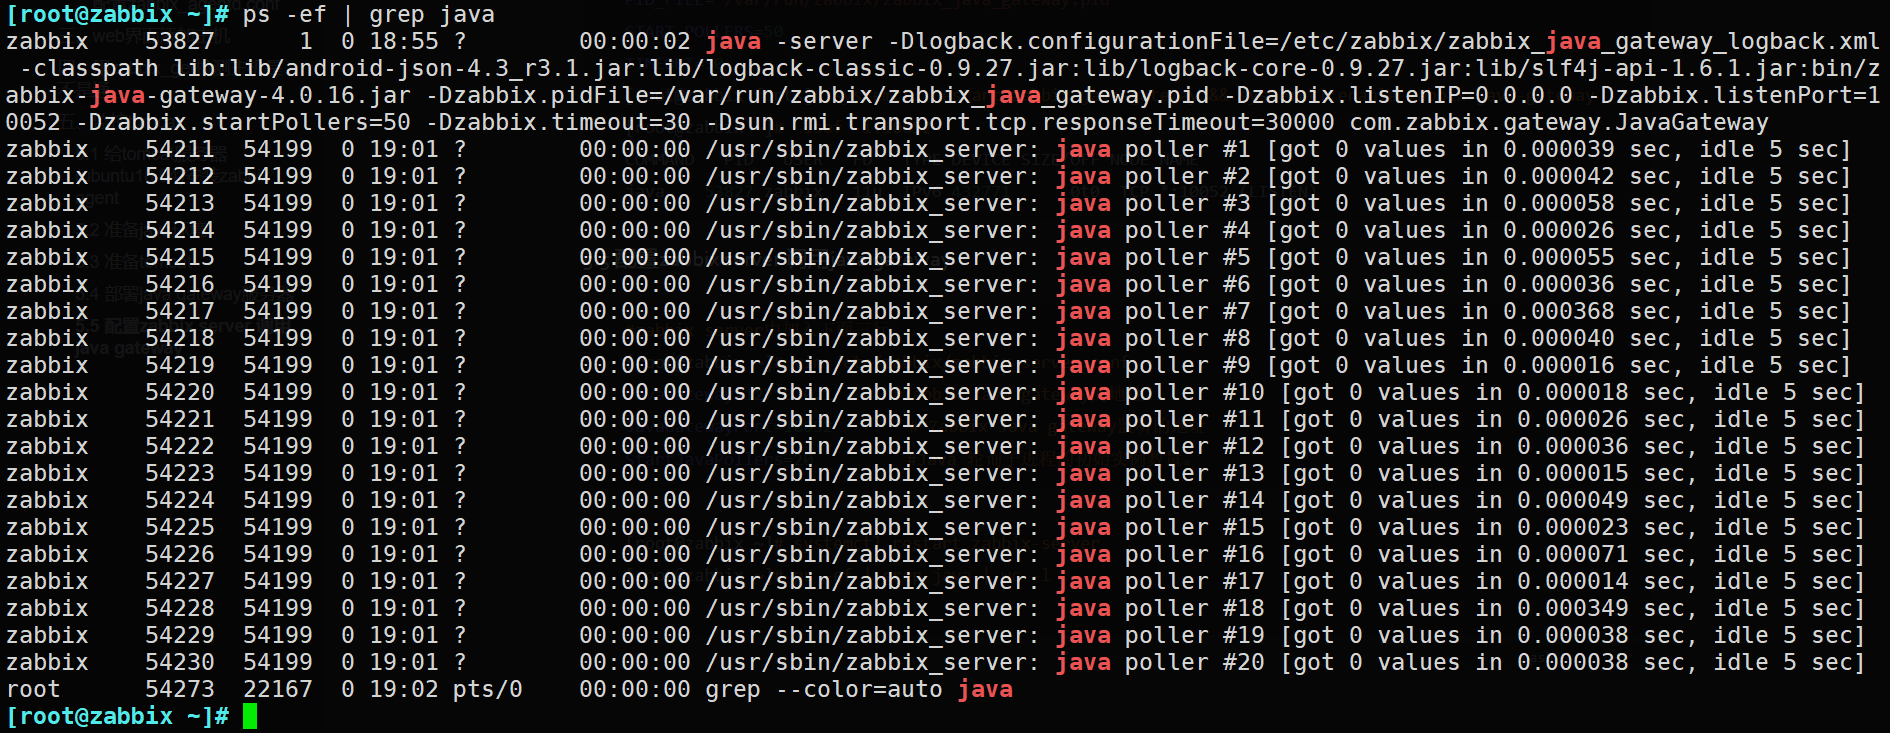 [root@zabbix ~]# ps -ef | grep java
zabbix    53827      1  0 18:55 ?        00:00:02 java -server -Dlogback.configurationFile=/etc/zabbix/zabbix_java_gateway_logback.xml
 -classpath lib:lib/android-json-4.3_r3.1.jar:lib/logback-classic-0.9.27.jar:lib/logback-core-0.9.27.jar:lib/slf4j-api-1.6.1.jar:bin/z
abbix-java-gateway-4.0.16.jar -Dzabbix.pidFile=/var/run/zabbix/zabbix_java_gateway.pid -Dzabbix.listenIP=0.0.0.0 -Dzabbix.listenPort=1
0052 -Dzabbix.startPollers=50 -Dzabbix.timeout=30 -Dsun.rmi.transport.tcp.responseTimeout=30000 com.zabbix.gateway.JavaGateway
zabbix    54211  54199  0 19:01 ?        00:00:00 /usr/sbin/zabbix_server: java poller #1 [got 0 values in 0.000039 sec, idle 5 sec]
zabbix    54212  54199  0 19:01 ?        00:00:00 /usr/sbin/zabbix_server: java poller #2 [got 0 values in 0.000042 sec, idle 5 sec]
zabbix    54213  54199  0 19:01 ?        00:00:00 /usr/sbin/zabbix_server: java poller #3 [got 0 values in 0.000058 sec, idle 5 sec]
zabbix    54214  54199  0 19:01 ?        00:00:00 /usr/sbin/zabbix_server: java poller #4 [got 0 values in 0.000026 sec, idle 5 sec]
zabbix    54215  54199  0 19:01 ?        00:00:00 /usr/sbin/zabbix_server: java poller #5 [got 0 values in 0.000055 sec, idle 5 sec]
zabbix    54216  54199  0 19:01 ?        00:00:00 /usr/sbin/zabbix_server: java poller #6 [got 0 values in 0.000036 sec, idle 5 sec]
zabbix    54217  54199  0 19:01 ?        00:00:00 /usr/sbin/zabbix_server: java poller #7 [got 0 values in 0.000368 sec, idle 5 sec]
zabbix    54218  54199  0 19:01 ?        00:00:00 /usr/sbin/zabbix_server: java poller #8 [got 0 values in 0.000040 sec, idle 5 sec]
zabbix    54219  54199  0 19:01 ?        00:00:00 /usr/sbin/zabbix_server: java poller #9 [got 0 values in 0.000016 sec, idle 5 sec]
zabbix    54220  54199  0 19:01 ?        00:00:00 /usr/sbin/zabbix_server: java poller #10 [got 0 values in 0.000018 sec, idle 5 sec]
zabbix    54221  54199  0 19:01 ?        00:00:00 /usr/sbin/zabbix_server: java poller #11 [got 0 values in 0.000026 sec, idle 5 sec]
zabbix    54222  54199  0 19:01 ?        00:00:00 /usr/sbin/zabbix_server: java poller #12 [got 0 values in 0.000036 sec, idle 5 sec]
zabbix    54223  54199  0 19:01 ?        00:00:00 /usr/sbin/zabbix_server: java poller #13 [got 0 values in 0.000015 sec, idle 5 sec]
zabbix    54224  54199  0 19:01 ?        00:00:00 /usr/sbin/zabbix_server: java poller #14 [got 0 values in 0.000049 sec, idle 5 sec]
zabbix    54225  54199  0 19:01 ?        00:00:00 /usr/sbin/zabbix_server: java poller #15 [got 0 values in 0.000023 sec, idle 5 sec]
zabbix    54226  54199  0 19:01 ?        00:00:00 /usr/sbin/zabbix_server: java poller #16 [got 0 values in 0.000071 sec, idle 5 sec]
zabbix    54227  54199  0 19:01 ?        00:00:00 /usr/sbin/zabbix_server: java poller #17 [got 0 values in 0.000014 sec, idle 5 sec]
zabbix    54228  54199  0 19:01 ?        00:00:00 /usr/sbin/zabbix_server: java poller #18 [got 0 values in 0.000349 sec, idle 5 sec]
zabbix    54229  54199  0 19:01 ?        00:00:00 /usr/sbin/zabbix_server: java poller #19 [got 0 values in 0.000038 sec, idle 5 sec]
zabbix    54230  54199  0 19:01 ?        00:00:00 /usr/sbin/zabbix_server: java poller #20 [got 0 values in 0.000038 sec, idle 5 sec]
root      54273  22167  0 19:02 pts/0    00:00:00 grep --color=auto java
[root@zabbix ~]#